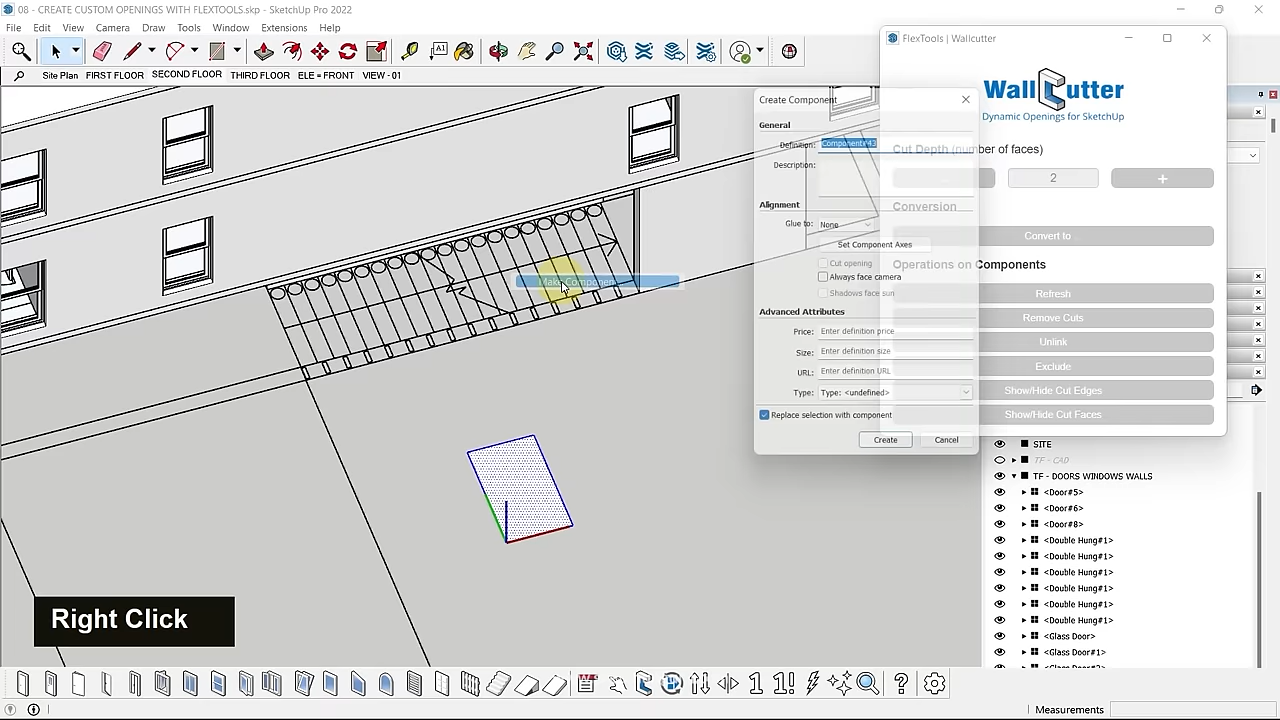 08 - CREATE CUSTOM OPENINGS WITH FLEXTOOLS.skp - SketchUp Pro 2022
File Edit View Camera Draw Tools Window Extensions Help
Site Plan FIRST FLOOR SECOND FLOOR THIRD FLOOR ELE = FRONT VIEW - 01
FlexTools | Wallcutter
Wall Cutter
Dynamic Openings for SketchUp
Cut Depth (number of faces)
2 +
Conversion
Convert to
Operations on Components
Refresh
Remove Cuts
Unlink
Exclude
Show/Hide Cut Edges
Show/Hide Cut Faces
Create Component
General
Definition: Component#43
Description:
Alignment
Glue to: None
Set Component Axes
Cut opening
Always face camera
Shadows face sun
Advanced Attributes
Price: Enter definition price
Size: Enter definition size
URL: Enter definition URL
Type: Type: <undefined>
Replace selection with component
Create Cancel
Make Component
SITE
TF - CAD
TF - DOORS WINDOWS WALLS
<Door#5>
<Door#6>
<Door#8>
<Double Hung#1>
<Double Hung#1>
<Double Hung#1>
<Double Hung#1>
<Double Hung#1>
<Double Hung#1>
<Glass Door>
<Glass Door#1>
Right Click
Measurements